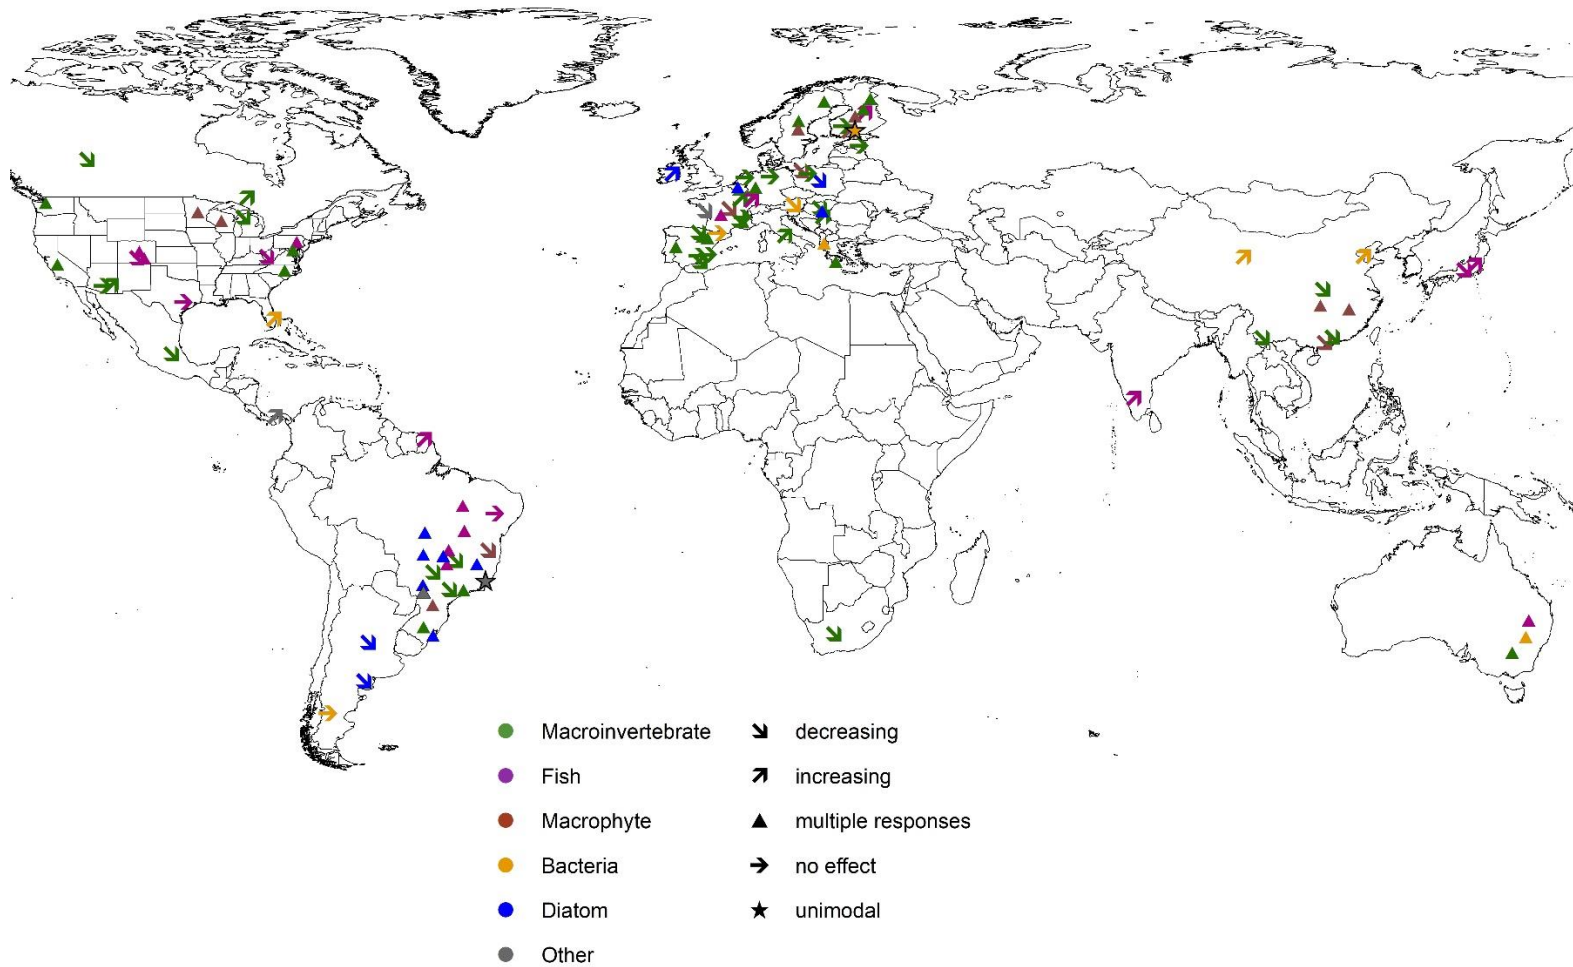 Macroinvertebrate
decreasing
Fish
increasing
Macrophyte
multiple responses
Bacteria
no effect
Diatom
unimodal
Other